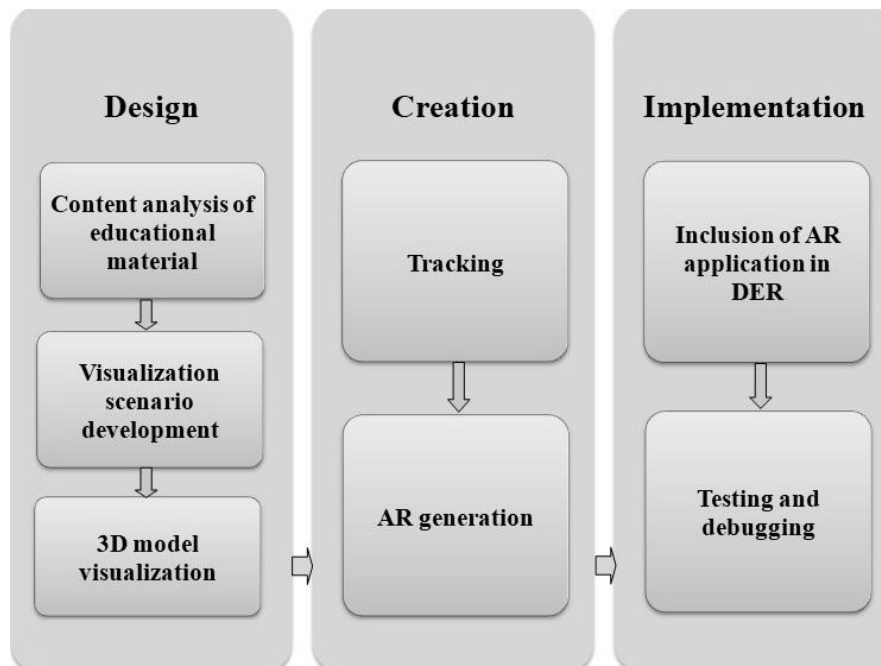 Design
Content analysis of
educational
material
Visualization
scenario
development
3D model
visualization
Creation
Tracking
AR generation
Implementation
Inclusion of AR
application in
DER
Testing and
debugging